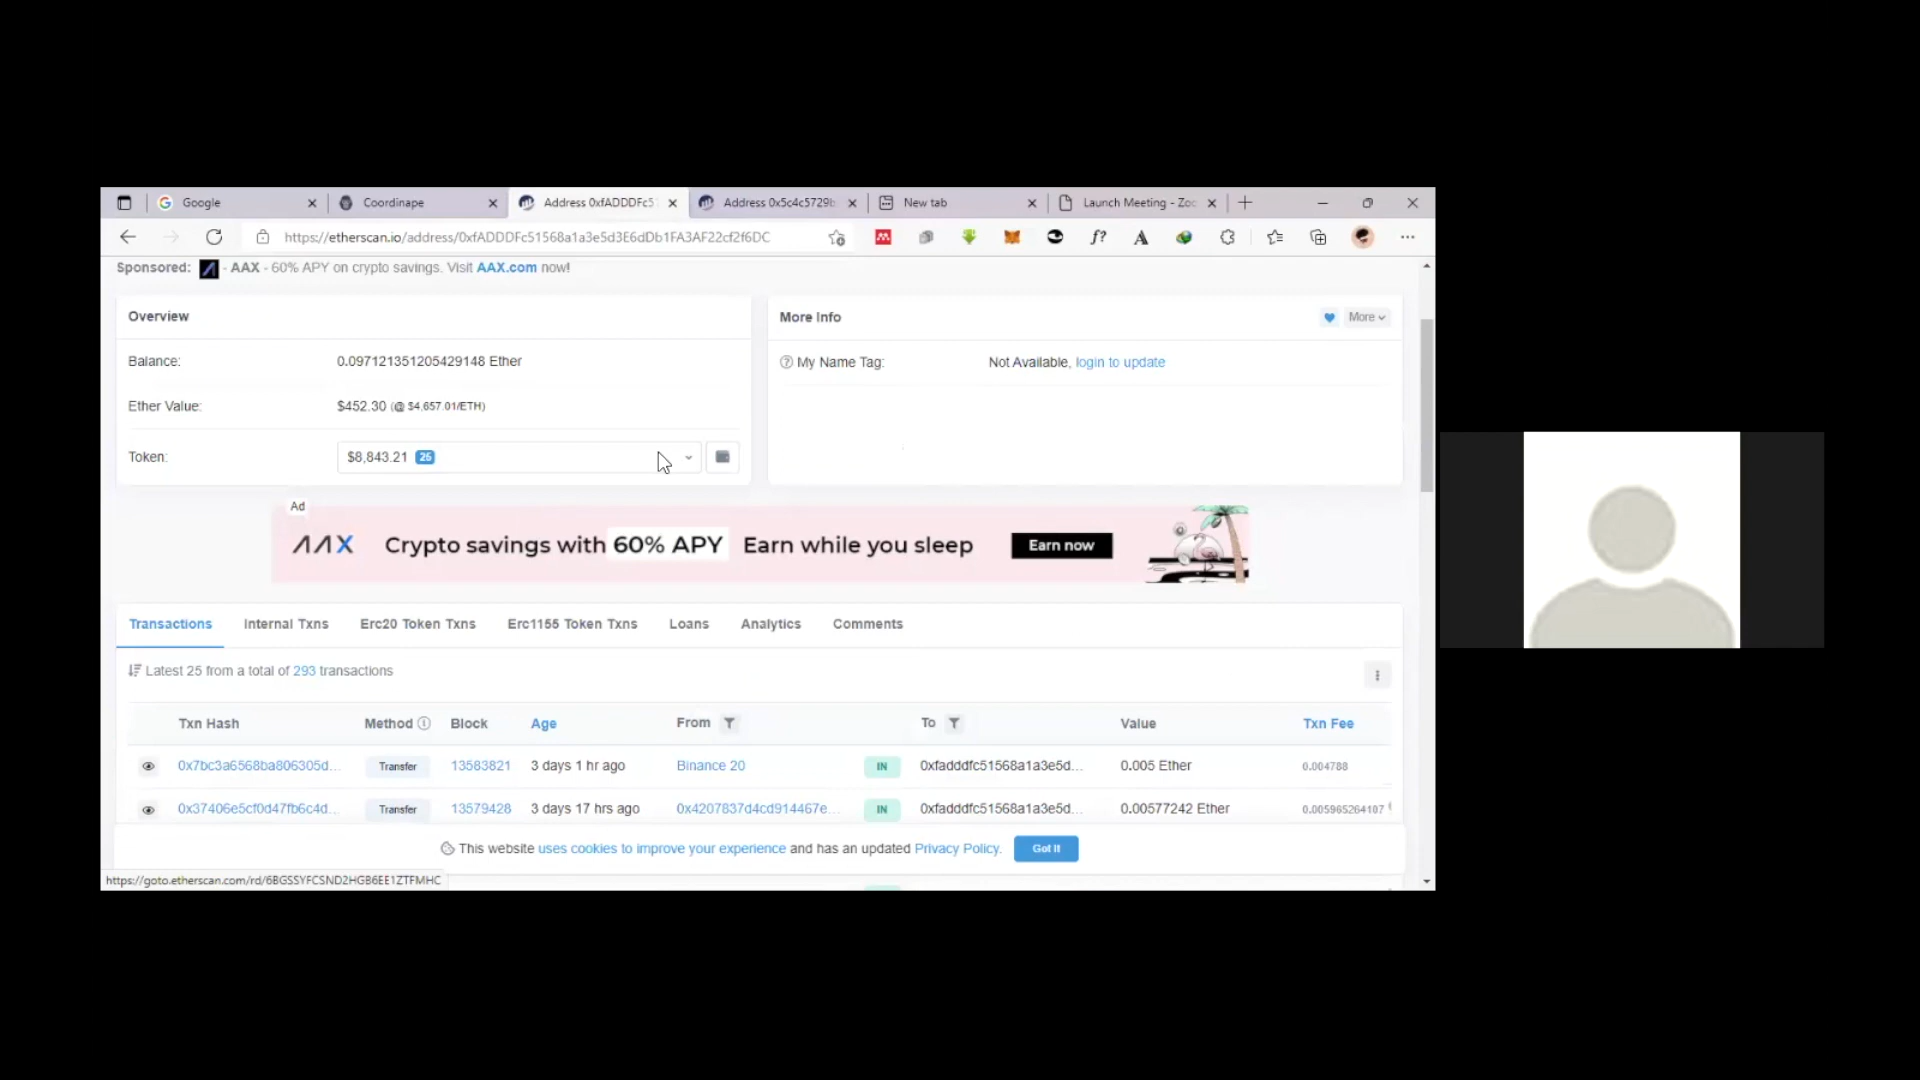 Google
Coordinape
Address 0xfADDDFc5
Address 0x5c4c5729b
New tab
Launch Meeting - Zoo
https://etherscan.io/address/0xfADDDFc51568a1a3e5d3E6dDb1FA3AF22cf2f6DC
Sponsored: - AAX - 60% APY on crypto savings. Visit AAX.com now!
Overview
Balance: 0.097121351205429148 Ether
Ether Value: $452.30 (@ $4,657.01/ETH)
Token: $8,843.21 25
More Info
More
My Name Tag: Not Available, login to update
Ad
AAX Crypto savings with 60% APY Earn while you sleep Earn now
Transactions Internal Txns Erc20 Token Txns Erc1155 Token Txns Loans Analytics Comments
Latest 25 from a total of 293 transactions
Txn Hash Method Block Age From To Value Txn Fee
0x7bc3a6568ba806305d... Transfer 13583821 3 days 1 hr ago Binance 20 IN 0xfadddfc51568a1a3e5d... 0.005 Ether 0.004788
0x37406e5cf0d47fb6c4d... Transfer 13579428 3 days 17 hrs ago 0x4207837d4cd914467e... IN 0xfadddfc51568a1a3e5d... 0.00577242 Ether 0.005965264107
This website uses cookies to improve your experience and has an updated Privacy Policy. Got It
https://goto.etherscan.com/rd/6BGSSYFCSND2HGB6EE1ZTFMHC